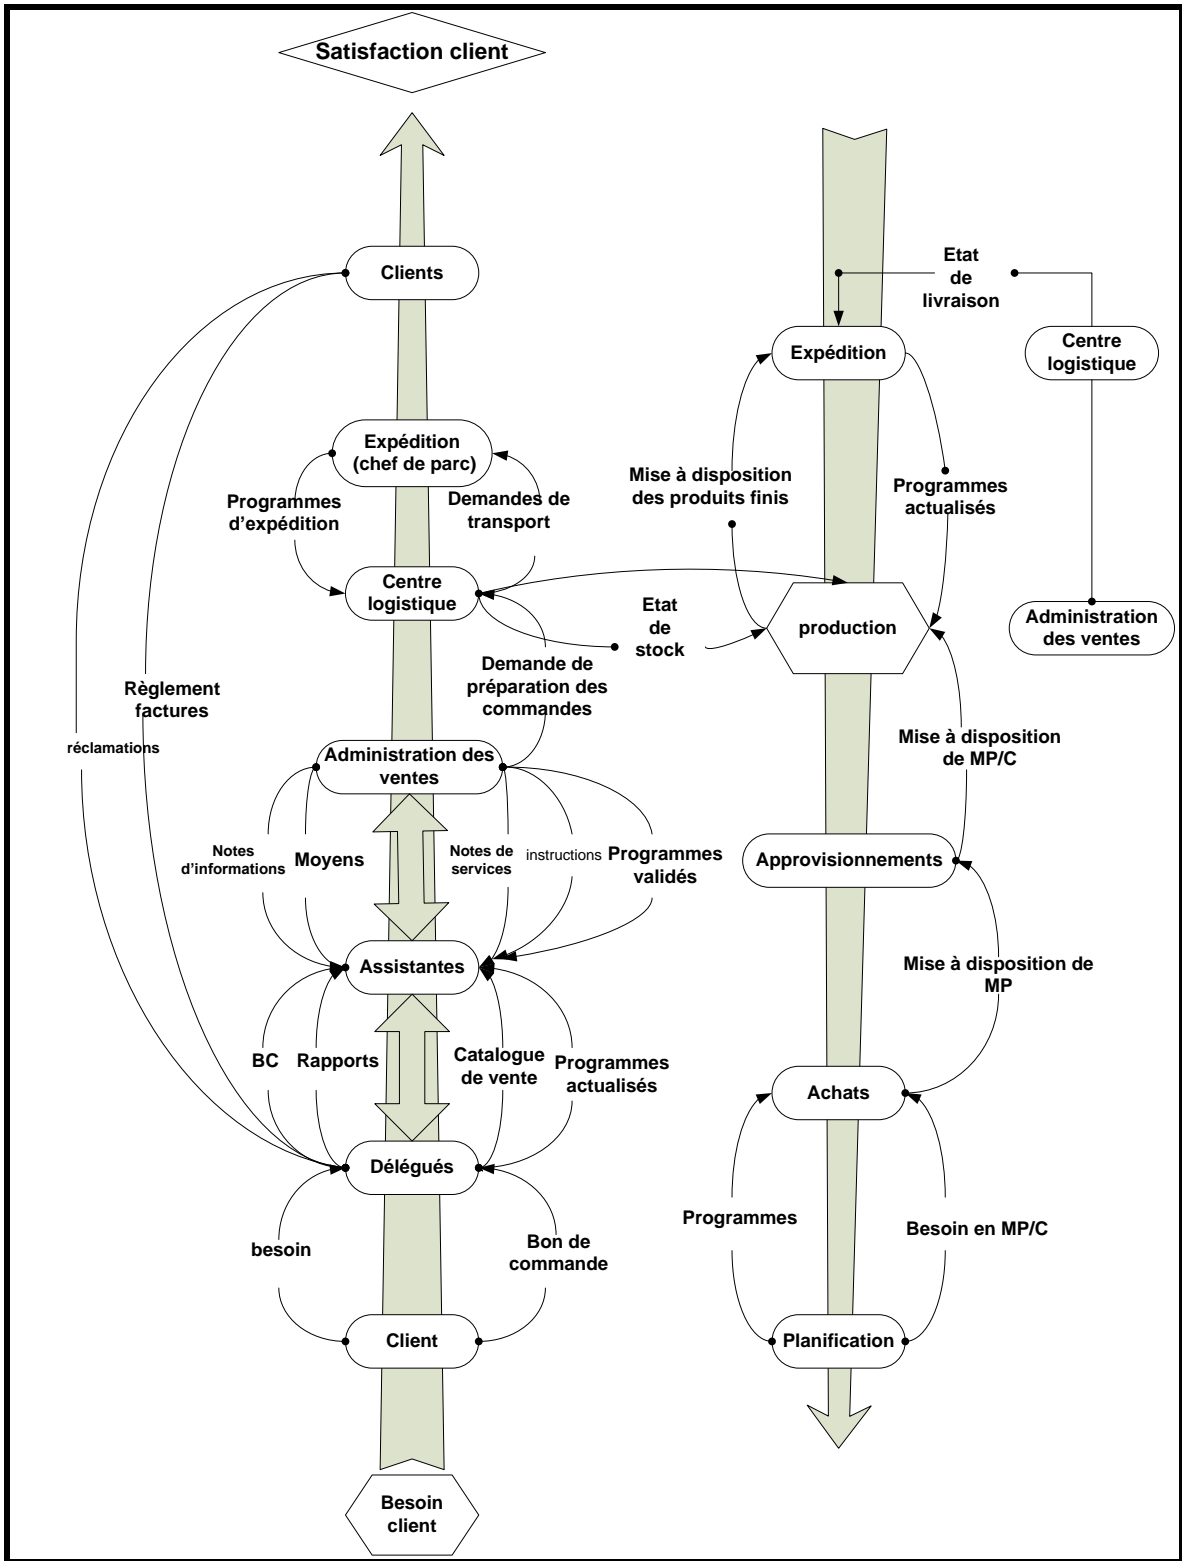 Satisfaction client
Clients
Expédition
(chef de parc)
Programmes
d'expédition
Demandes de
transport
Centre
logistique
Demande de
préparation des
commandes
Règlement
factures
réclamations
Administration des
ventes
Notes
d'informations
Moyens
Notes de
services
instructions
Programmes
validés
Assistantes
BC
Rapports
Catalogue
de vente
Programmes
actualisés
Délégués
besoin
Bon de
commande
Client
Besoin
client
Etat
de
livraison
Expédition
Centre
logistique
Mise à disposition
des produits finis
Programmes
actualisés
Etat
de
stock
production
Administration
des ventes
Mise à disposition
de MP/C
Approvisionnements
Mise à disposition de
MP
Achats
Programmes
Besoin en MP/C
Planification